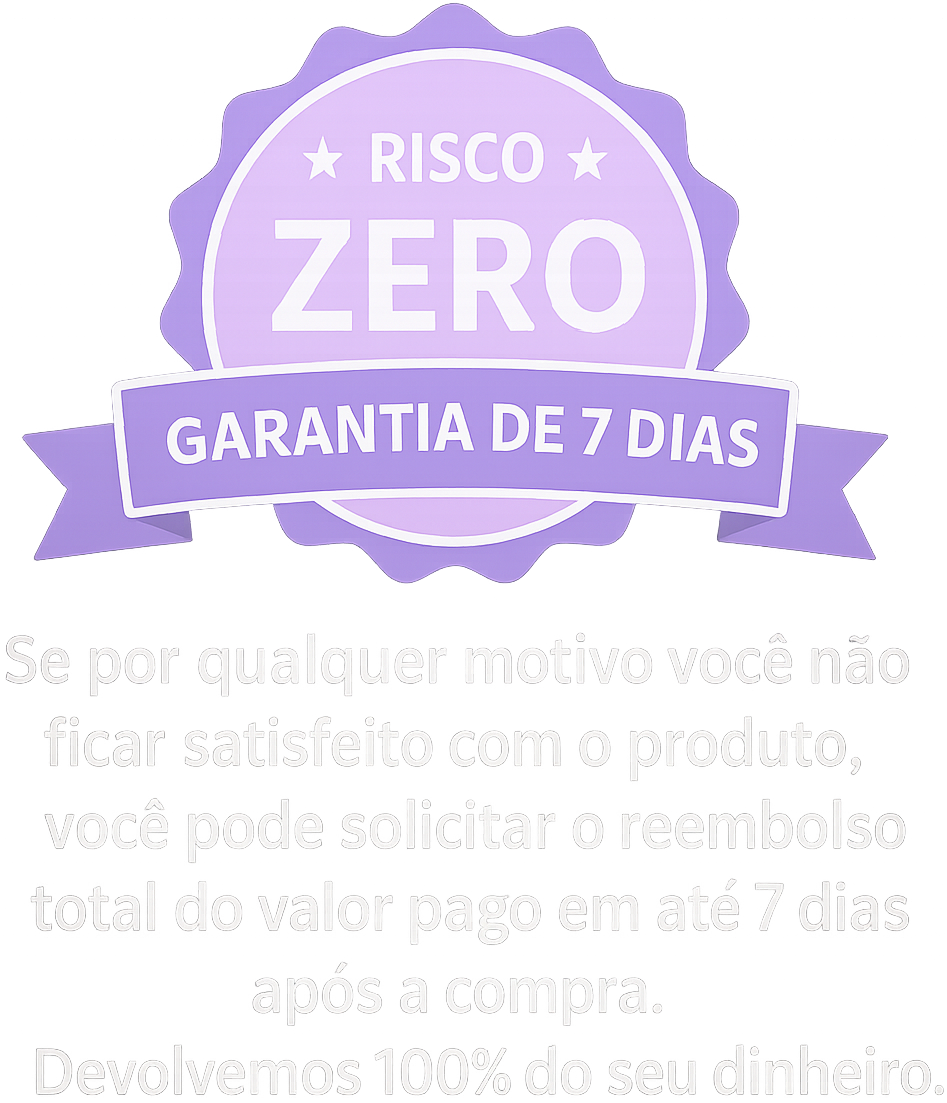 RISCO
ZERO
GARANTIA DE 7 DIAS
Se por qualquer motivo você não
ficar satisfeito com o produto,
você pode solicitar o reembolso
total do valor pago em até 7 dias
após a compra.
Devolvemos 100% do seu dinheiro.